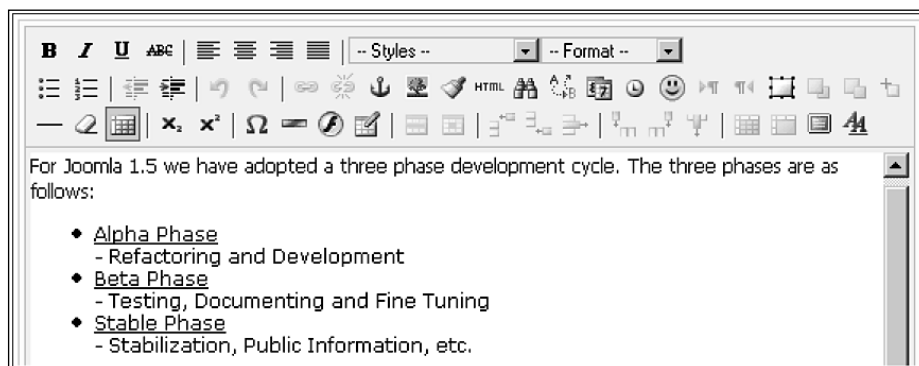 B I U ABC -- Styles -- -- Format --
HTML
For Joomla 1.5 we have adopted a three phase development cycle. The three phases are as
follows:
• Alpha Phase
- Refactoring and Development
• Beta Phase
- Testing, Documenting and Fine Tuning
• Stable Phase
- Stabilization, Public Information, etc.